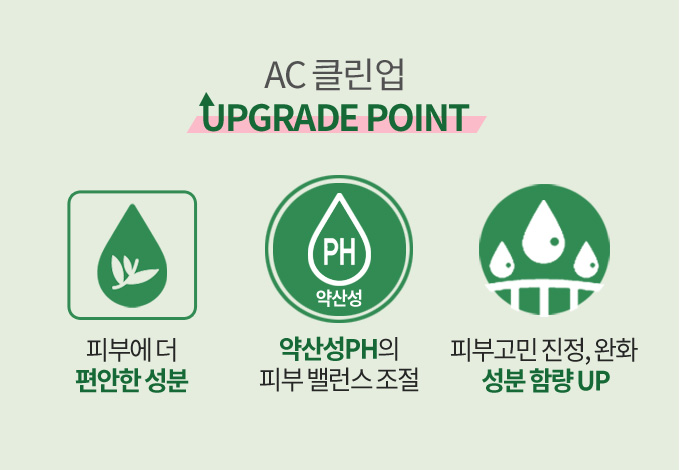 AC 클린업
UPGRADE POINT
PH
약산성
피부에 더
편안한 성분
약산성PH의
피부 밸런스 조절
피부고민 진정, 완화
성분 함량 UP